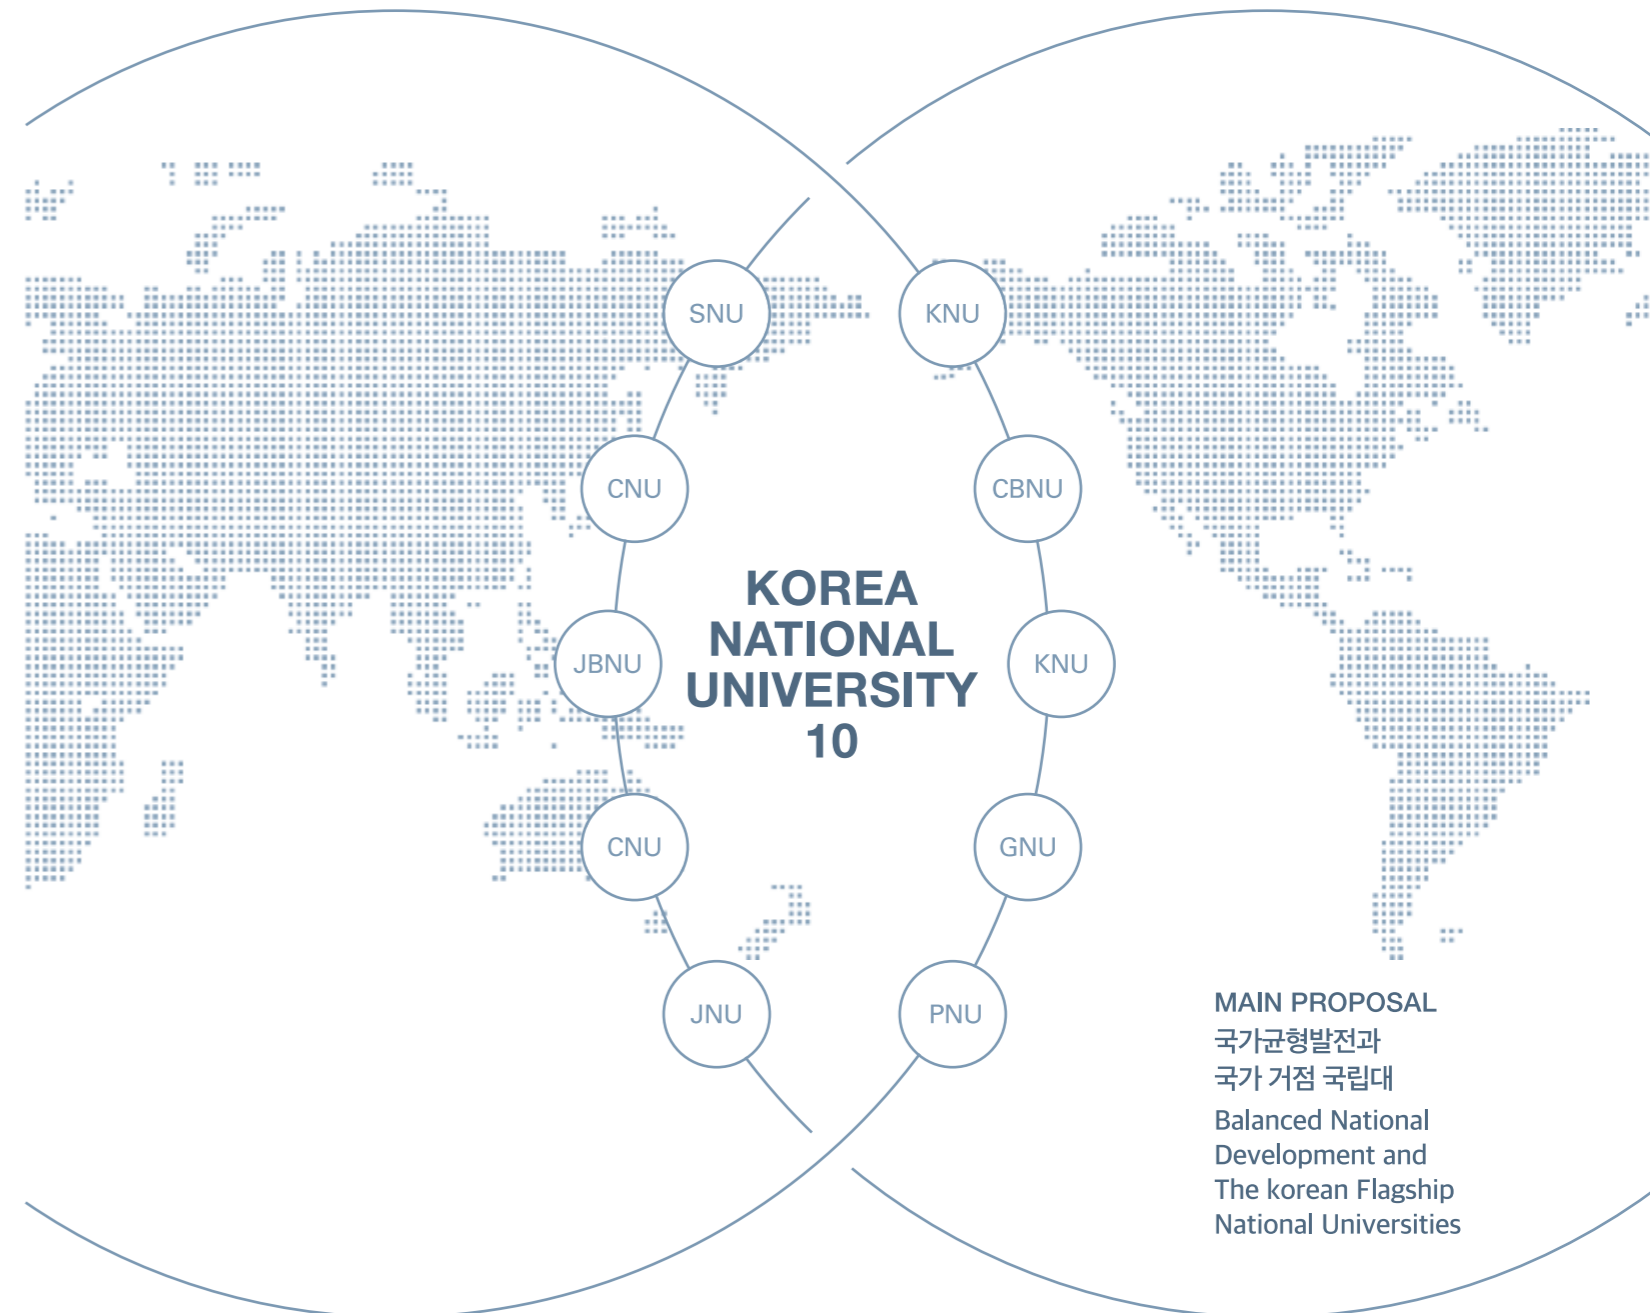 SNU
KNU
CNU
CBNU
KOREA
NATIONAL
UNIVERSITY
10
JBNU
KNU
CNU
GNU
JNU
PNU
MAIN PROPOSAL
국가균형발전과
국가 거점 국립대
Balanced National
Development and
The korean Flagship
National Universities